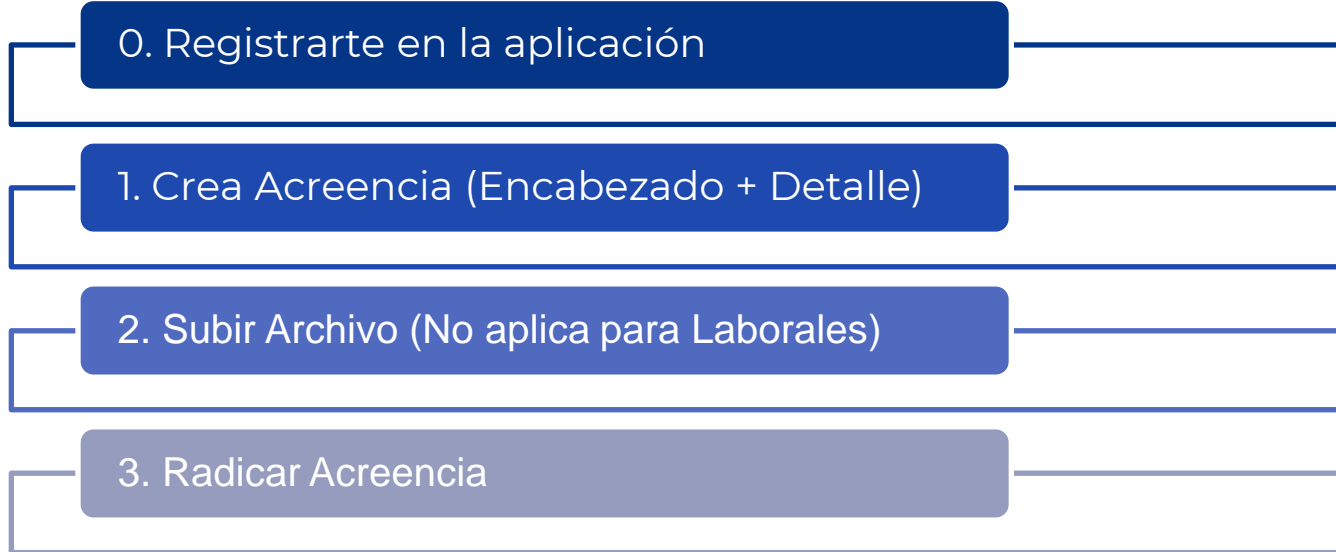 0. Registrarte en la aplicación
1. Crea Acreencia (Encabezado + Detalle)
2. Subir Archivo (No aplica para Laborales)
3. Radicar Acreencia